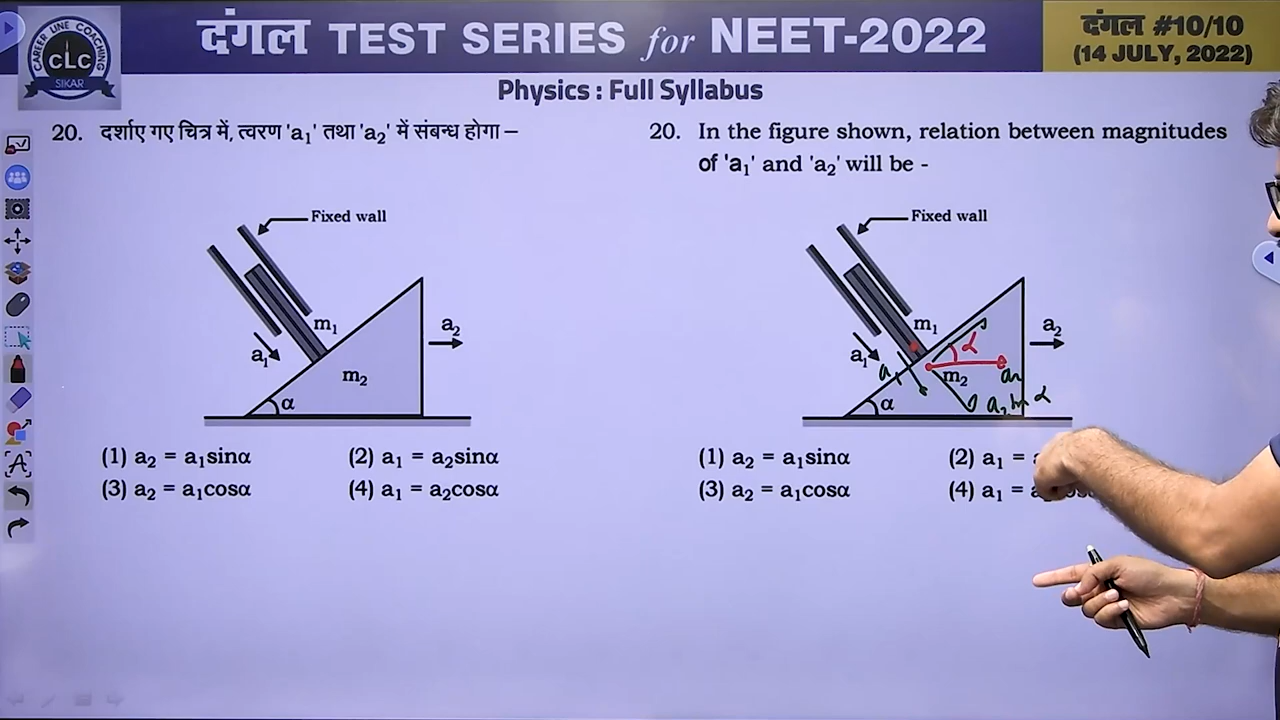 CAREER LINE COACHING
CLC
SIKAR
दंगल TEST SERIES for NEET-2022
दंगल #10/10
(14 JULY, 2022)
Physics : Full Syllabus
20. दर्शाए गए चित्र में, त्वरण 'a₁' तथा 'a₂' में संबन्ध होगा –
Fixed wall
m₁
a₁
a₂
m₂
α
(1) a₂ = a₁sinα (2) a₁ = a₂sinα
(3) a₂ = a₁cosα (4) a₁ = a₂cosα
20. In the figure shown, relation between magnitudes
of 'a₁' and 'a₂' will be -
Fixed wall
m₁
a₁
a₂
α
a₁
m₂
α
(1) a₂ = a₁sinα (2) a₁ =
(3) a₂ = a₁cosα (4) a₁ =